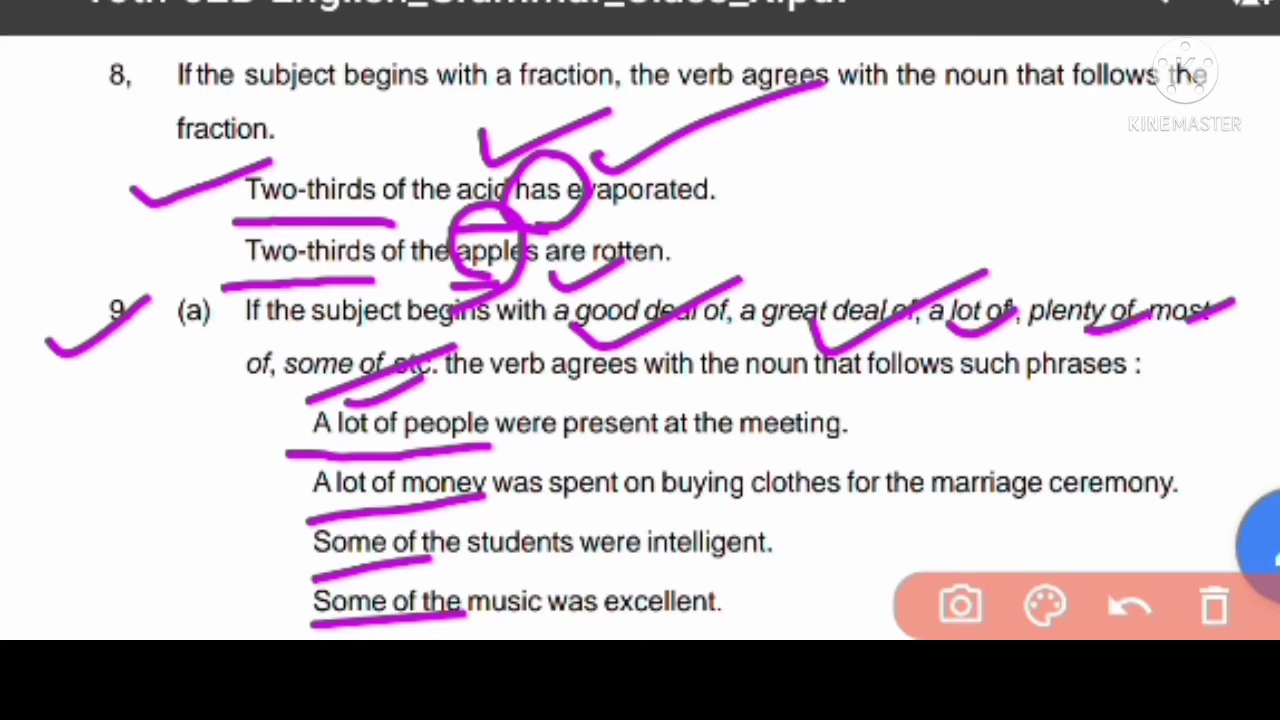 8, If the subject begins with a fraction, the verb agrees with the noun that follows the
fraction.
Two-thirds of the acid has evaporated.
Two-thirds of the apples are rotten.
9 (a) If the subject begins with a good deal of, a great deal of, a lot of, plenty of, most
of, some of etc. the verb agrees with the noun that follows such phrases :
A lot of people were present at the meeting.
A lot of money was spent on buying clothes for the marriage ceremony.
Some of the students were intelligent.
Some of the music was excellent.
KINEMASTER